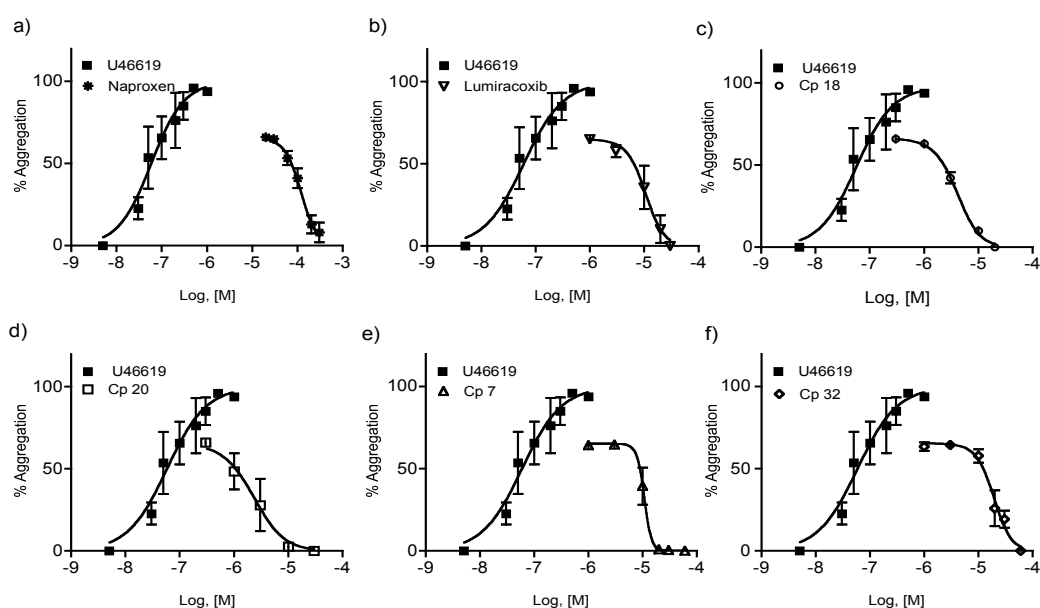 a)
U46619
Naproxen
100
50
0
% Aggregation
-9 -8 -7 -6 -5 -4 -3
Log, [M]
b)
U46619
Lumiracoxib
100
50
0
% Aggregation
-9 -8 -7 -6 -5 -4
Log, [M]
c)
U46619
Cp 18
100
50
0
% Aggregation
-9 -8 -7 -6 -5 -4
Log, [M]
d)
U46619
Cp 20
100
50
0
% Aggregation
-9 -8 -7 -6 -5 -4
Log, [M]
e)
U46619
Cp 7
100
50
0
% Aggregation
-9 -8 -7 -6 -5 -4
Log, [M]
f)
U46619
Cp 32
100
50
0
% Aggregation
-9 -8 -7 -6 -5 -4
Log, [M]